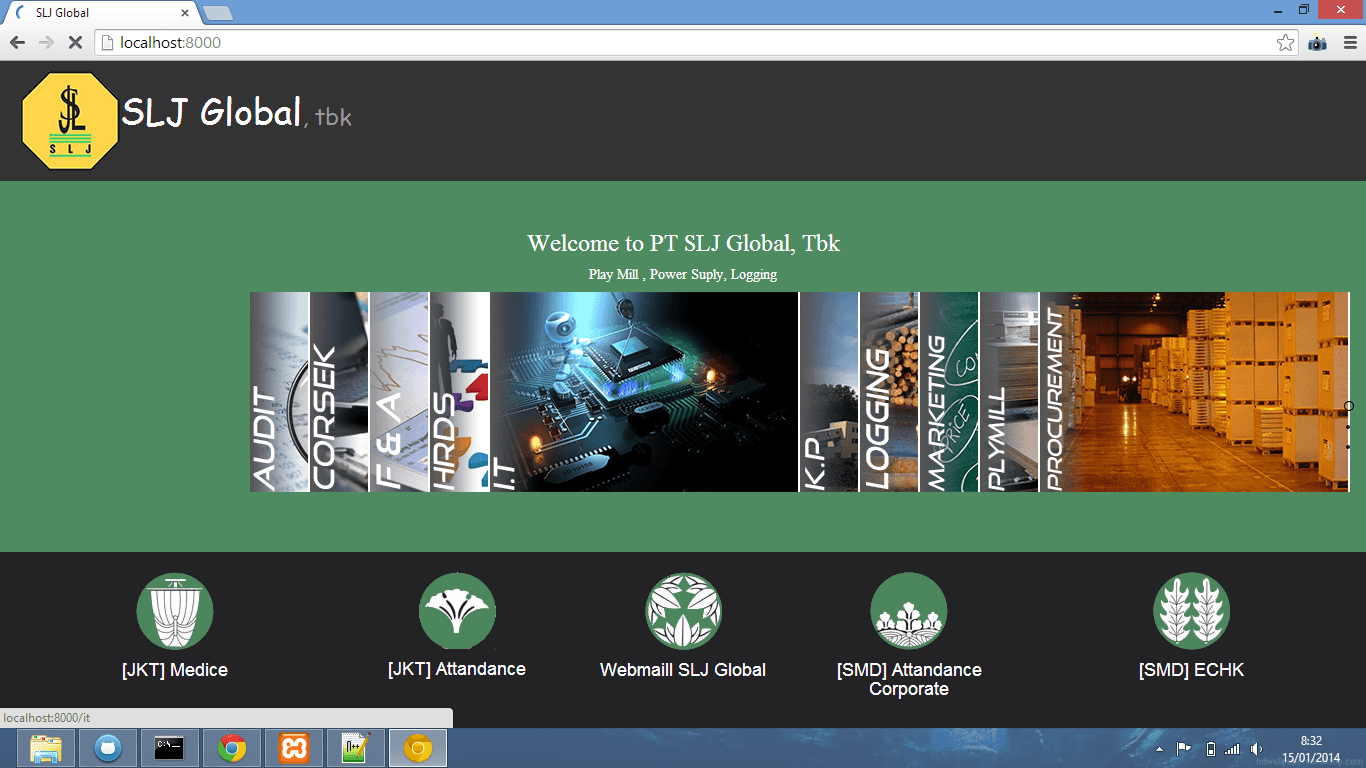 SLJ Global
localhost:8000
SLJ
S L J
SLJ Global, tbk
Welcome to PT SLJ Global, Tbk
Play Mill , Power Suply, Logging
AUDIT
CORSEK
F & A
HRDS
I.T
K.P
LOGGING
MARKETING
PRICE
PLYMILL
PROCUREMENT
[JKT] Medice
[JKT] Attandance
Webmaill SLJ Global
[SMD] Attandance
Corporate
[SMD] ECHK
localhost:8000/it
C:\_
N++
8:32
15/01/2014